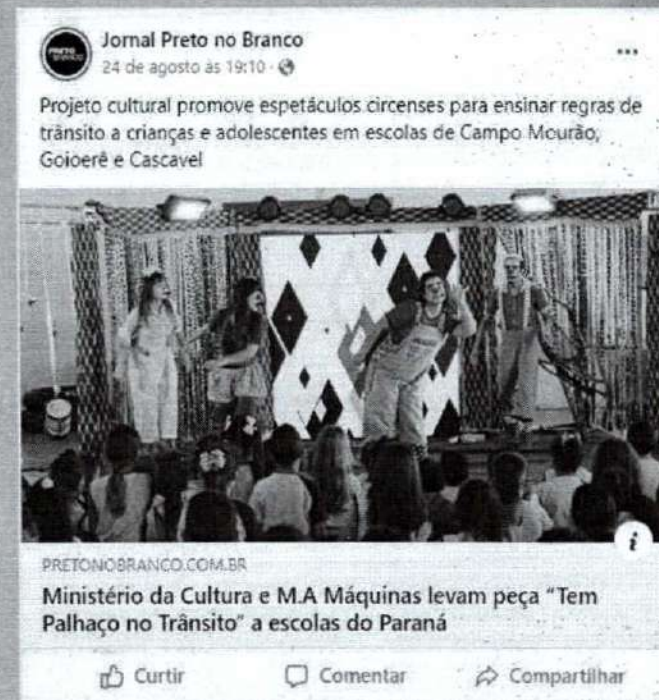 PRETO
BRANCO
Jornal Preto no Branco
24 de agosto às 19:10 ·
Projeto cultural promove espetáculos circenses para ensinar regras de
trânsito a crianças e adolescentes em escolas de Campo Mourão,
Goioerê e Cascavel
i
PRETONOBRANCO.COM.BR
Ministério da Cultura e M.A Máquinas levam peça "Tem
Palhaço no Trânsito" a escolas do Paraná
Curtir
Comentar
Compartilhar